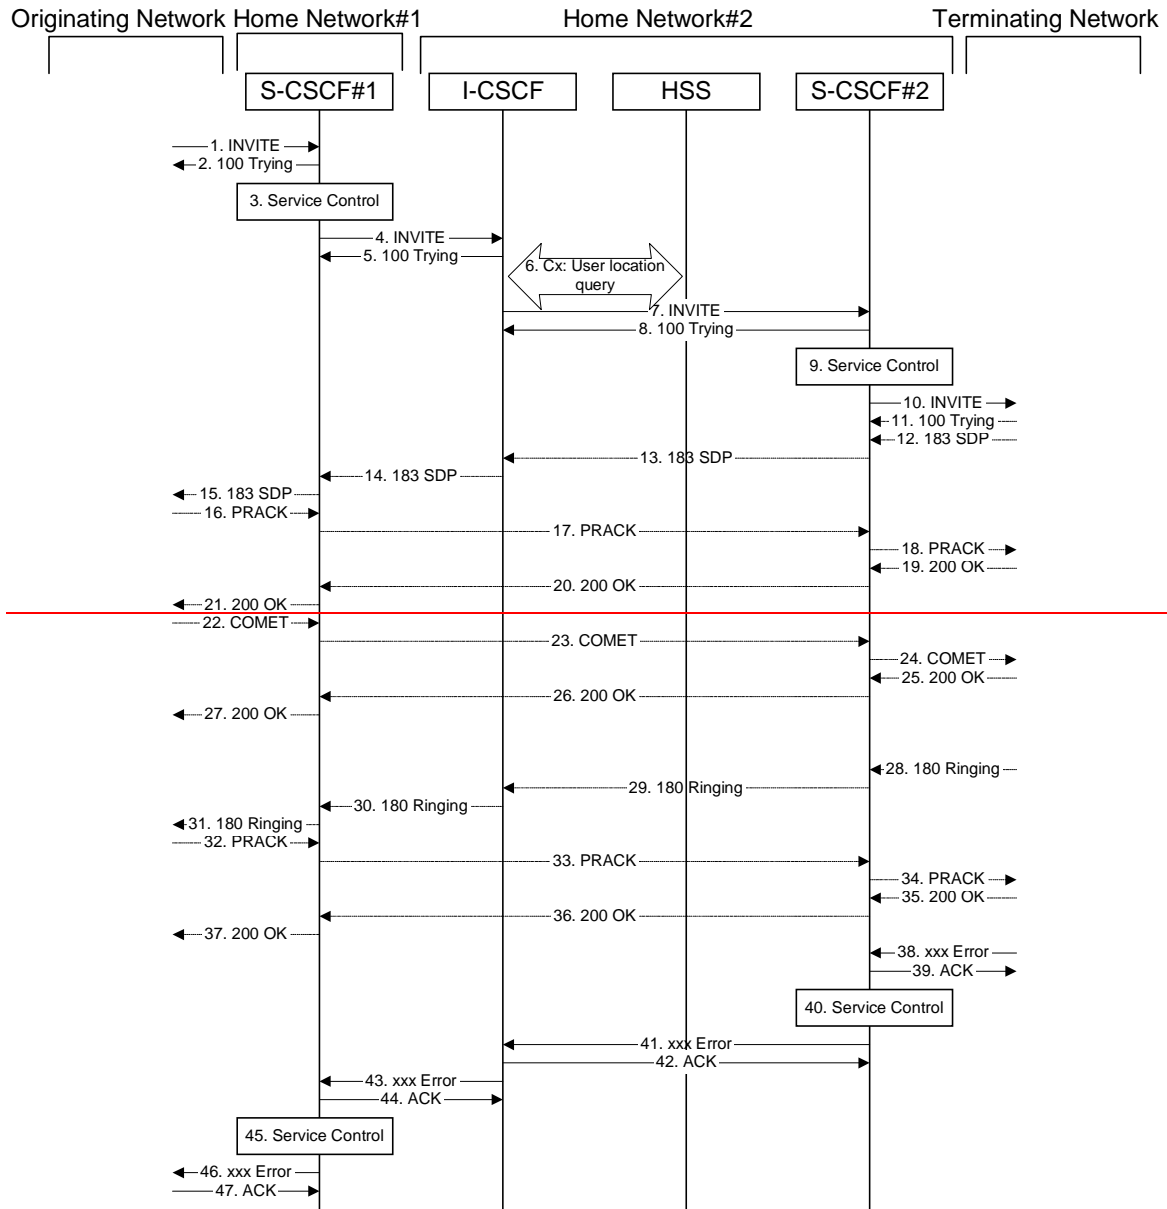 Originating Network Home Network#1 Home Network#2 Terminating Network
S-CSCF#1 I-CSCF HSS S-CSCF#2
1. INVITE
2. 100 Trying
3. Service Control
4. INVITE
5. 100 Trying
6. Cx: User location
query
7. INVITE
8. 100 Trying
9. Service Control
10. INVITE
11. 100 Trying
12. 183 SDP
13. 183 SDP
14. 183 SDP
15. 183 SDP
16. PRACK
17. PRACK
18. PRACK
19. 200 OK
20. 200 OK
21. 200 OK
22. COMET
23. COMET
24. COMET
25. 200 OK
26. 200 OK
27. 200 OK
28. 180 Ringing
29. 180 Ringing
30. 180 Ringing
31. 180 Ringing
32. PRACK
33. PRACK
34. PRACK
35. 200 OK
36. 200 OK
37. 200 OK
38. xxx Error
39. ACK
40. Service Control
41. xxx Error
42. ACK
43. xxx Error
44. ACK
45. Service Control
46. xxx Error
47. ACK